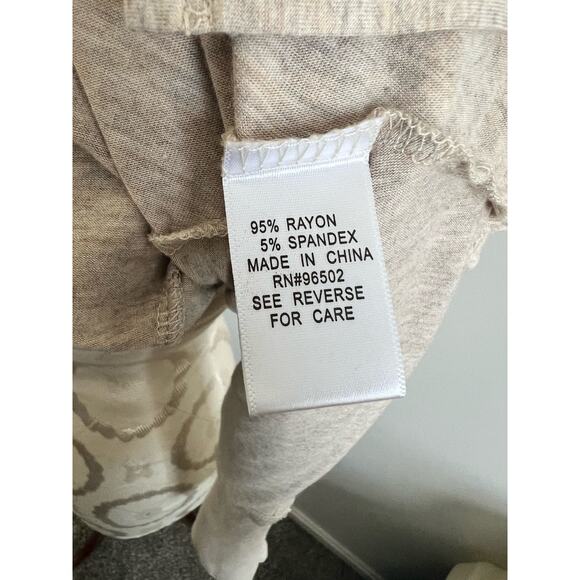 95% RAYON
5% SPANDEX
MADE IN CHINA
RN#96502
SEE REVERSE
FOR CARE